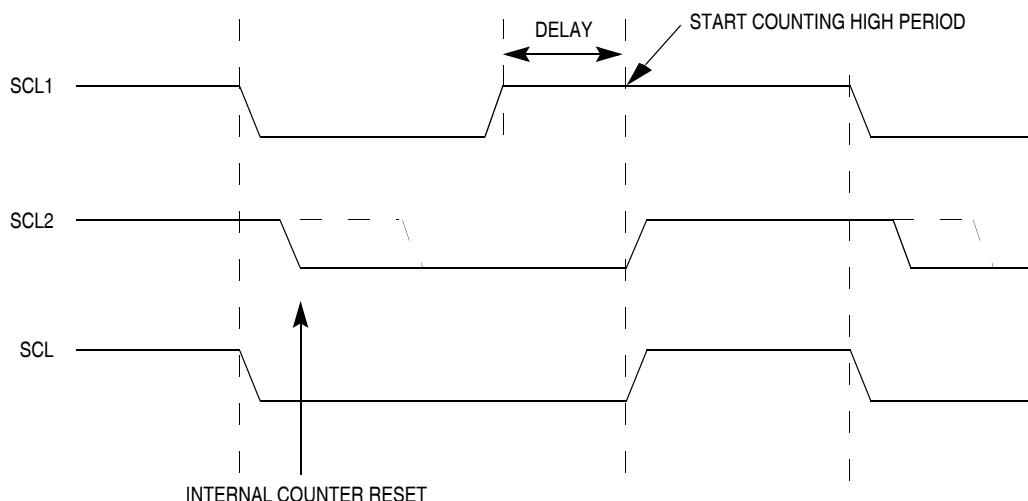 DELAY
START COUNTING HIGH PERIOD
SCL1
SCL2
SCL
INTERNAL COUNTER RESET